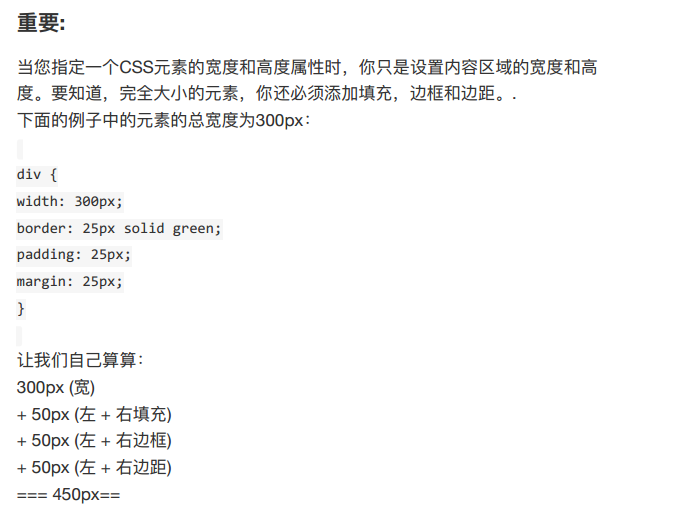 重要:
当您指定一个CSS元素的宽度和高度属性时，你只是设置内容区域的宽度和高
度。要知道，完全大小的元素，你还必须添加填充，边框和边距。.
下面的例子中的元素的总宽度为300px：
div {
width: 300px;
border: 25px solid green;
padding: 25px;
margin: 25px;
}
让我们自己算算：
300px (宽)
+ 50px (左 + 右填充)
+ 50px (左 + 右边框)
+ 50px (左 + 右边距)
=== 450px==